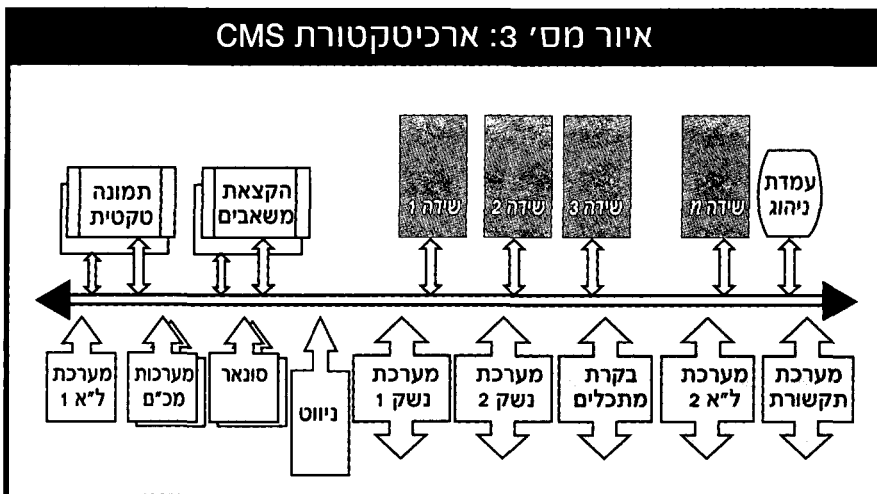 איור מס' 3: ארכיטקטורת CMS
תמונה
טקטית
הקצאת
משאבים
שידה 1
שידה 2
שידה 3
שידה n
עמדת
ניהוג
מערכת
ל"א 1
מערכות
מכ"ם
סונאר
ניווט
מערכת
נשק 1
מערכת
נשק 2
בקרת
מתכלים
מערכת
ל"א 2
מערכת
תקשורת